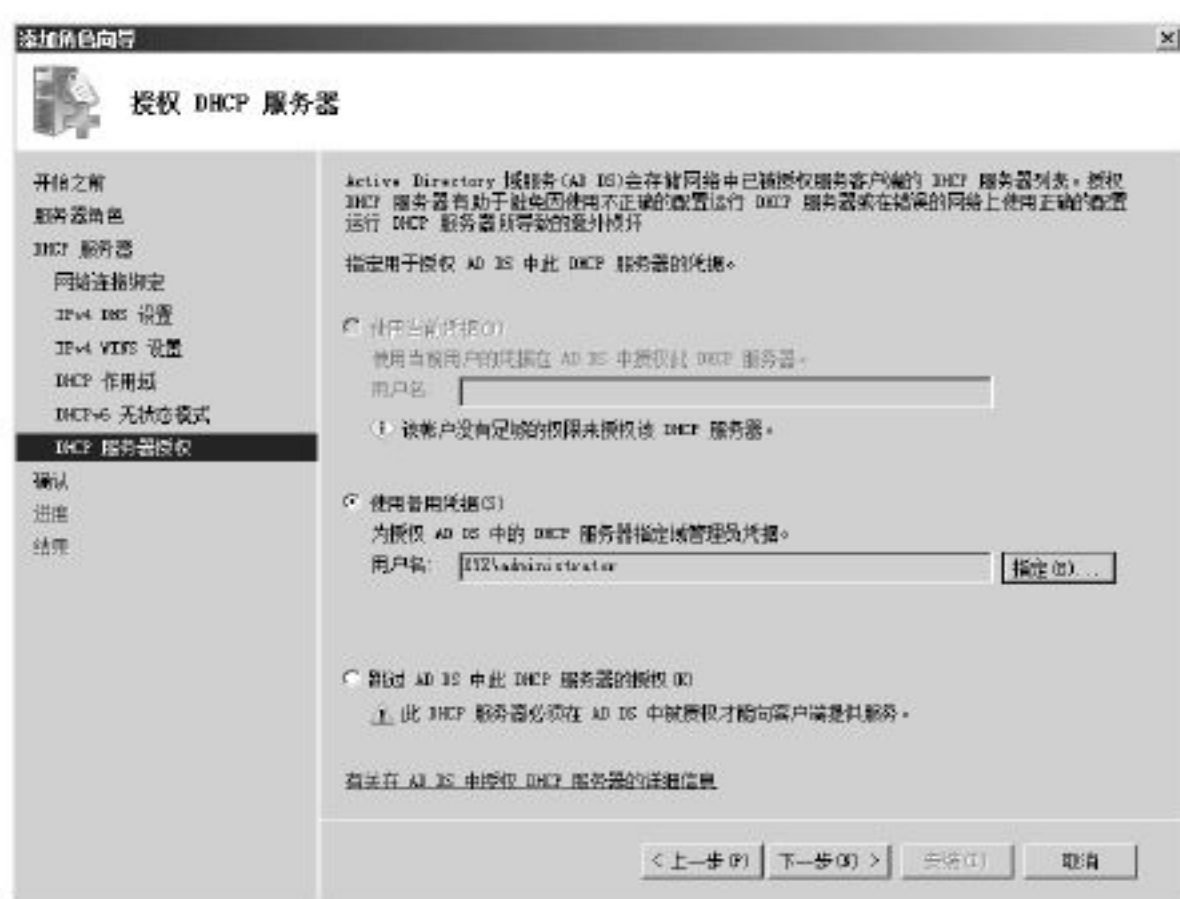 添加角色向导
授权 DHCP 服务器
开始之前
服务器角色
DHCP 服务器
网络连接绑定
IPv4 DNS 设置
IPv4 WINS 设置
DHCP 作用域
DHCPv6 无状态模式
DHCP 服务器授权
确认
进度
结果
Active Directory 域服务(AD DS)会存储网络中已被授权服务客户端的 DHCP 服务器列表。授权
DHCP 服务器有助于避免因使用不正确的配置运行 DHCP 服务器或在错误的网络上使用正确的配置
运行 DHCP 服务器所导致的意外损坏
指定用于授权 AD DS 中此 DHCP 服务器的凭据。
使用当前凭据(U)
使用当前用户的凭据在 AD DS 中授权此 DHCP 服务器。
用户名
该帐户没有足够的权限来授权该 DHCP 服务器。
使用备用凭据(S)
为授权 AD DS 中的 DHCP 服务器指定域管理员凭据。
用户名: XYZ\administrator 指定(E)...
跳过 AD DS 中此 DHCP 服务器的授权(K)
此 DHCP 服务器必须在 AD DS 中被授权才能向客户端提供服务。
有关在 AD DS 中授权 DHCP 服务器的详细信息
<上一步(P) 下一步(N) > 安装(I) 取消